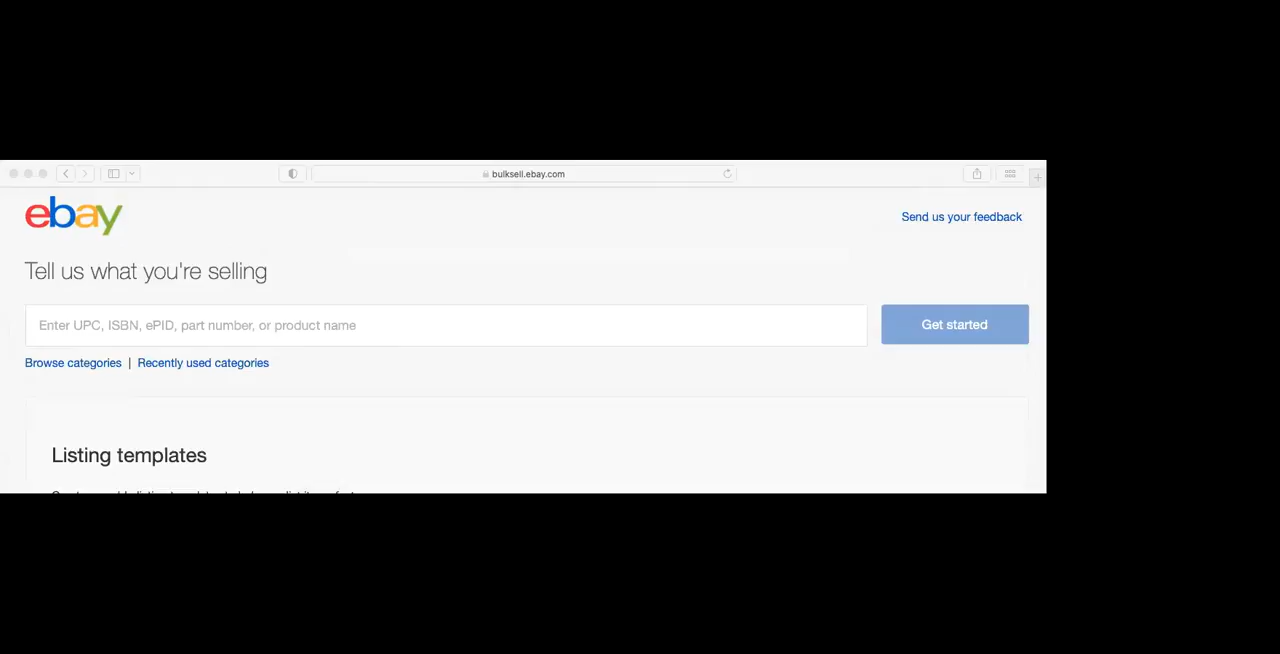 bulksell.ebay.com
ebay
Send us your feedback
Tell us what you're selling
Enter UPC, ISBN, ePID, part number, or product name
Get started
Browse categories | Recently used categories
Listing templates